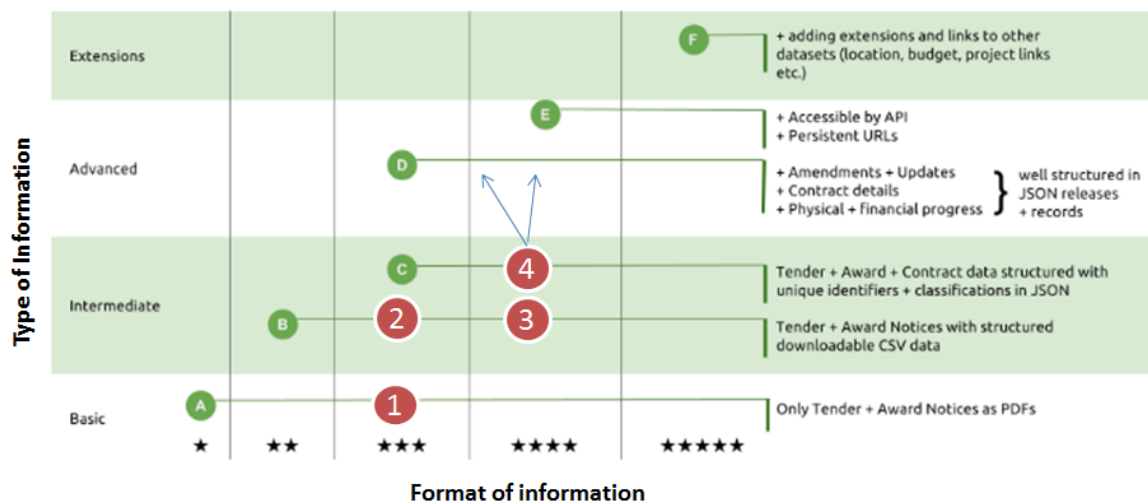 Type of Information
Extensions
F
+ adding extensions and links to other
datasets (location, budget, project links
etc.)
Advanced
E
+ Accessible by API
+ Persistent URLs
D
+ Amendments + Updates
+ Contract details
+ Physical + financial progress
}
well structured in
JSON releases
+ records
Intermediate
C
4
Tender + Award + Contract data structured with
unique identifiers + classifications in JSON
B
2
3
Tender + Award Notices with structured
downloadable CSV data
Basic
A
1
Only Tender + Award Notices as PDFs
★ ★★ ★★★ ★★★★ ★★★★★
Format of information